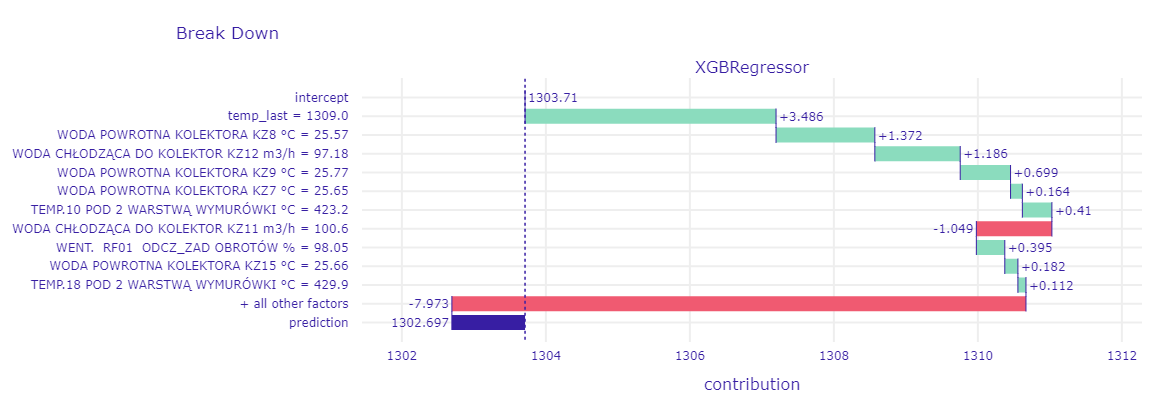 Break Down
XGBRegressor
intercept 1303.71
temp_last = 1309.0 +3.486
WODA POWROTNA KOLEKTORA KZ8 °C = 25.57 +1.372
WODA CHŁODZĄCA DO KOLEKTOR KZ12 m3/h = 97.18 +1.186
WODA POWROTNA KOLEKTORA KZ9 °C = 25.77 +0.699
WODA POWROTNA KOLEKTORA KZ7 °C = 25.65 +0.164
TEMP.10 POD 2 WARSTWĄ WYMURÓWKI °C = 423.2 +0.41
WODA CHŁODZĄCA DO KOLEKTOR KZ11 m3/h = 100.6 -1.049
WENT.  RF01  ODCZ_ZAD OBROTÓW % = 98.05 +0.395
WODA POWROTNA KOLEKTORA KZ15 °C = 25.66 +0.182
TEMP.18 POD 2 WARSTWĄ WYMURÓWKI °C = 429.9 +0.112
+ all other factors -7.973
prediction 1302.697
1302 1304 1306 1308 1310 1312
contribution